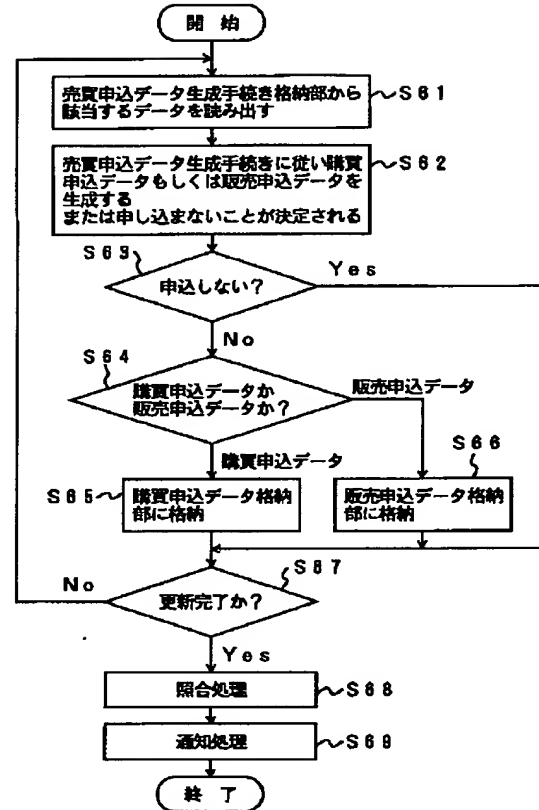 開始
売買申込データ生成手続き格納部から
該当するデータを読み出す
S61
売買申込データ生成手続きに従い購買
申込データもしくは販売申込データを
生成する
または申し込まないことが決定される
S62
S63
申込しない?
Yes
No
S64
購買申込データか
販売申込データか?
販売申込データ
購買申込データ
S65
購買申込データ格納
部に格納
S66
販売申込データ格納
部に格納
S67
更新完了か?
No
Yes
照合処理
S68
通知処理
S69
終了